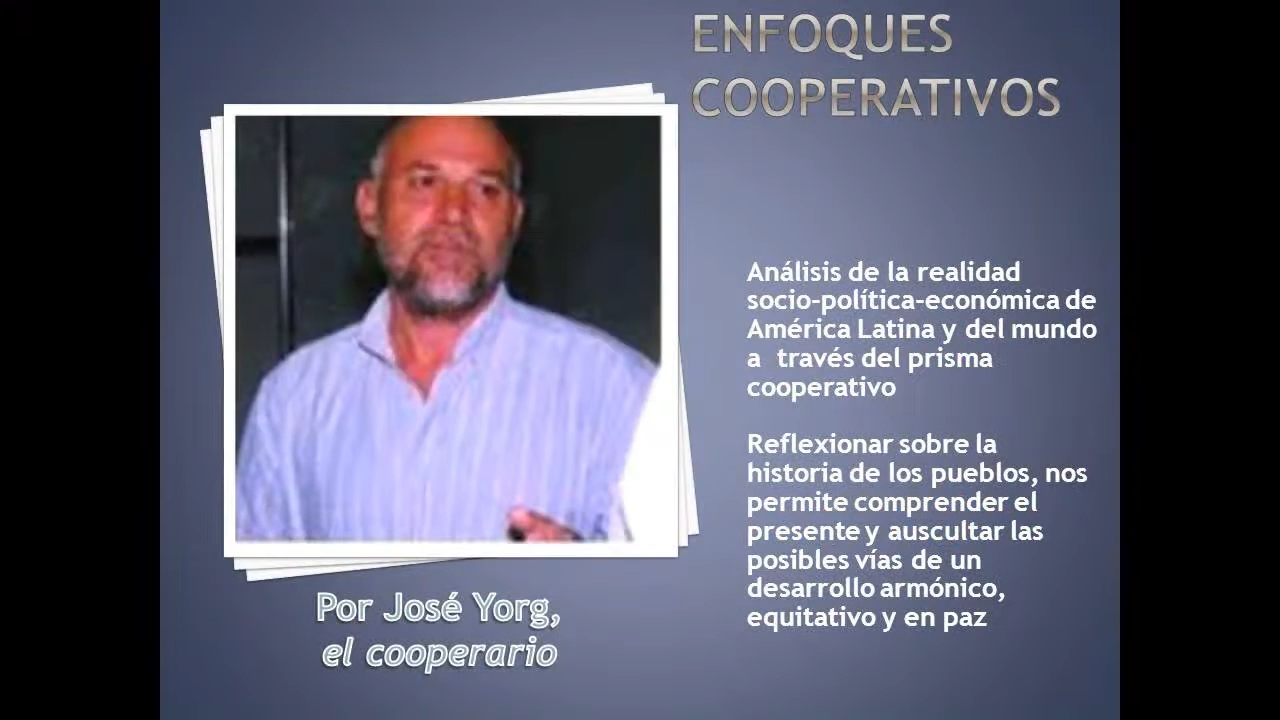 ENFOQUES
COOPERATIVOS
Análisis de la realidad
socio-política-económica de
América Latina y del mundo
a través del prisma
cooperativo
Reflexionar sobre la
historia de los pueblos, nos
permite comprender el
presente y auscultar las
posibles vías de un
desarrollo armónico,
equitativo y en paz
Por José Yorg,
el cooperario